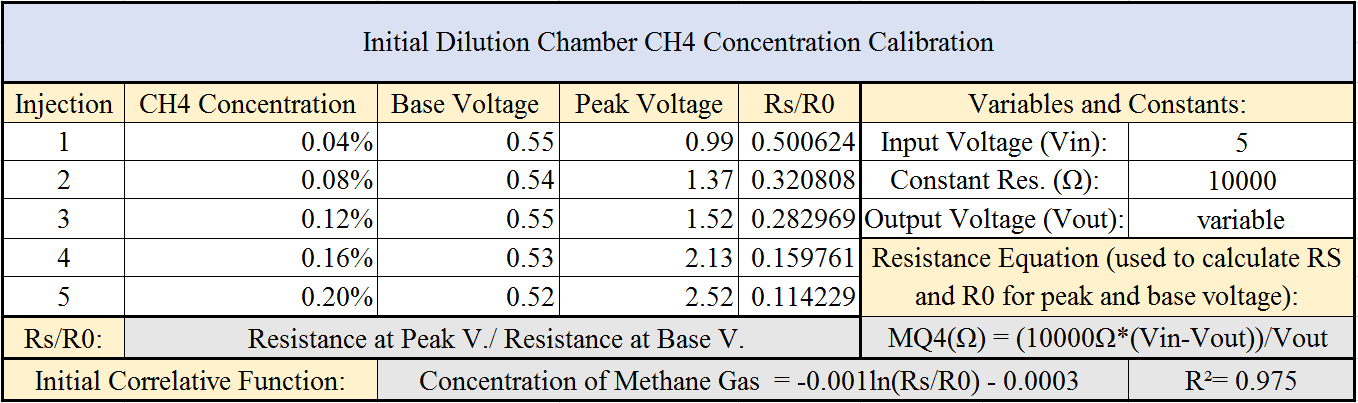 Initial Dilution Chamber CH4 Concentration Calibration
Injection CH4 Concentration Base Voltage Peak Voltage Rs/R0 Variables and Constants:
1 0.04% 0.55 0.99 0.500624 Input Voltage (Vin): 5
2 0.08% 0.54 1.37 0.320808 Constant Res. (Ω): 10000
3 0.12% 0.55 1.52 0.282969 Output Voltage (Vout): variable
4 0.16% 0.53 2.13 0.159761 Resistance Equation (used to calculate RS
5 0.20% 0.52 2.52 0.114229 and R0 for peak and base voltage):
Rs/R0: Resistance at Peak V./ Resistance at Base V. MQ4(Ω) = (10000Ω*(Vin-Vout))/Vout
Initial Correlative Function: Concentration of Methane Gas = -0.001ln(Rs/R0) - 0.0003 R²= 0.975